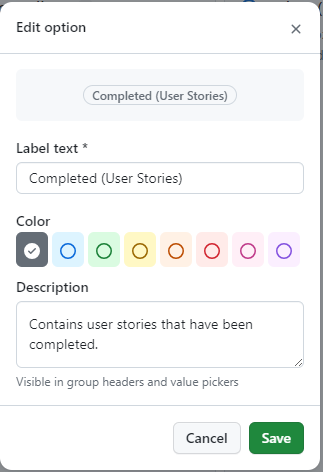 Edit option
Completed (User Stories)
Label text *
Completed (User Stories)
Color
Description
Contains user stories that have been
completed.
Visible in group headers and value pickers
Cancel
Save